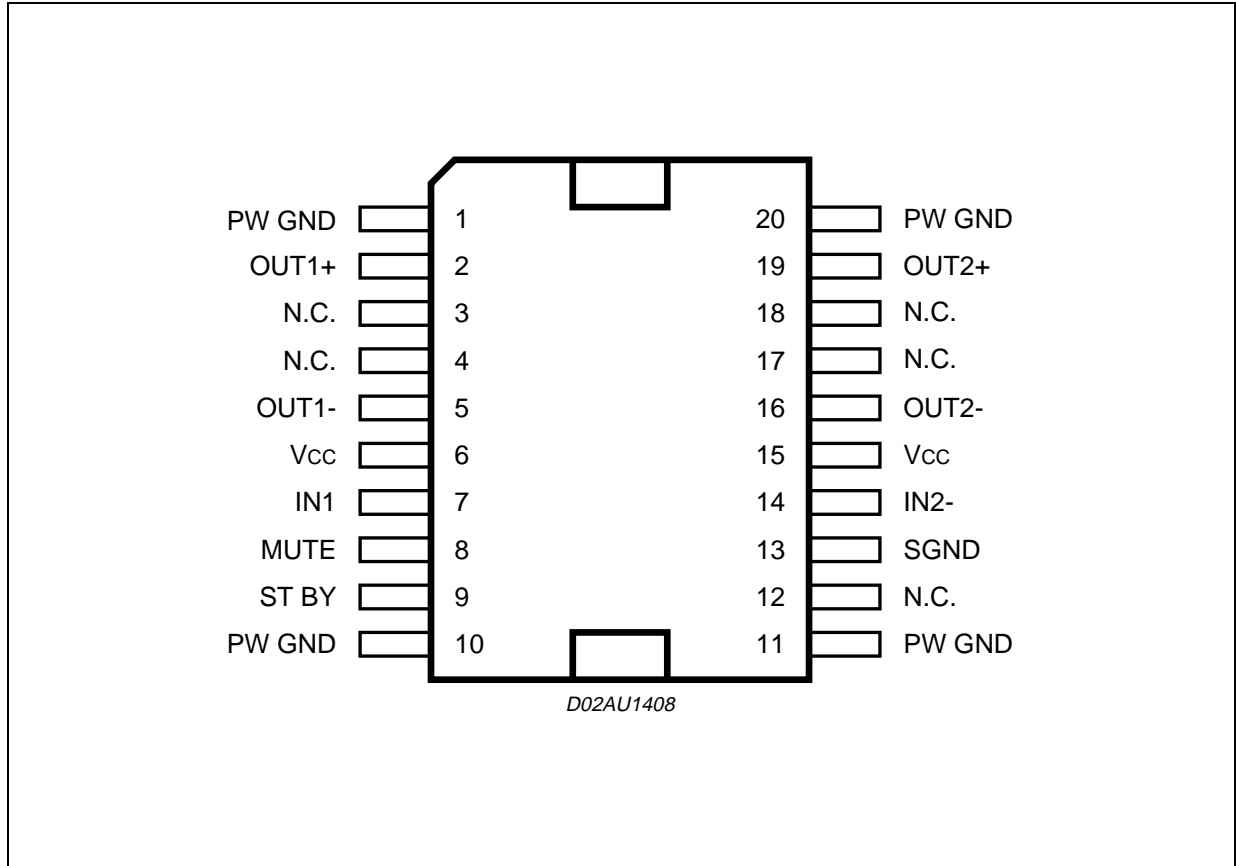 PW GND 1 20 PW GND
OUT1+ 2 19 OUT2+
N.C. 3 18 N.C.
N.C. 4 17 N.C.
OUT1- 5 16 OUT2-
VCC 6 15 VCC
IN1 7 14 IN2-
MUTE 8 13 SGND
ST BY 9 12 N.C.
PW GND 10 11 PW GND
D02AU1408